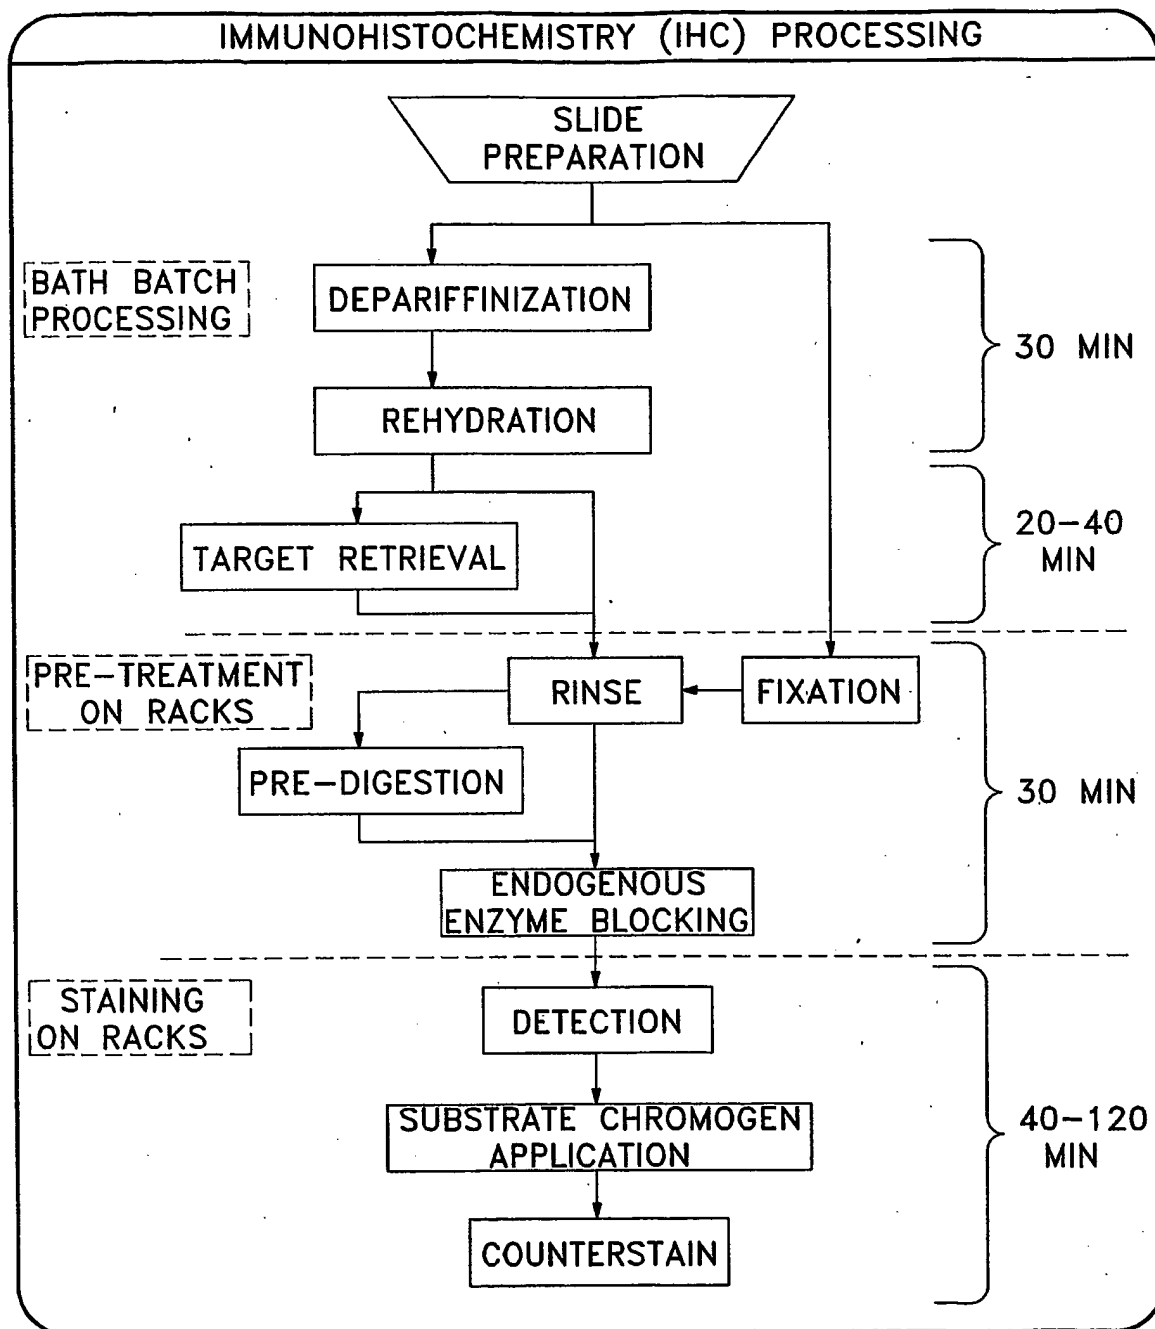 IMMUNOHISTOCHEMISTRY (IHC) PROCESSING
SLIDE
PREPARATION
BATH BATCH
PROCESSING
DEPARIFFINIZATION
30 MIN
REHYDRATION
TARGET RETRIEVAL
20-40
MIN
PRE-TREATMENT
ON RACKS
RINSE
FIXATION
PRE-DIGESTION
30 MIN
ENDOGENOUS
ENZYME BLOCKING
STAINING
ON RACKS
DETECTION
SUBSTRATE CHROMOGEN
APPLICATION
40-120
MIN
COUNTERSTAIN